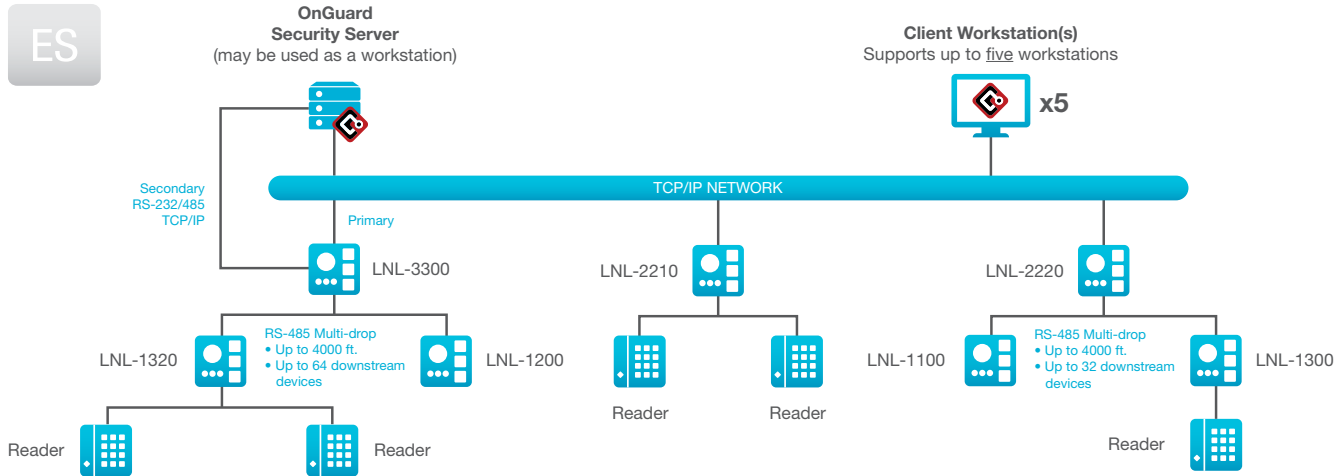 ES
OnGuard
Security Server
(may be used as a workstation)
Client Workstation(s)
Supports up to five workstations
x5
TCP/IP NETWORK
Secondary
RS-232/485
TCP/IP
Primary
LNL-3300
LNL-2210
LNL-2220
LNL-1320
RS-485 Multi-drop
• Up to 4000 ft.
• Up to 64 downstream
devices
LNL-1200
LNL-1100
RS-485 Multi-drop
• Up to 4000 ft.
• Up to 32 downstream
devices
LNL-1300
Reader
Reader
Reader
Reader
Reader